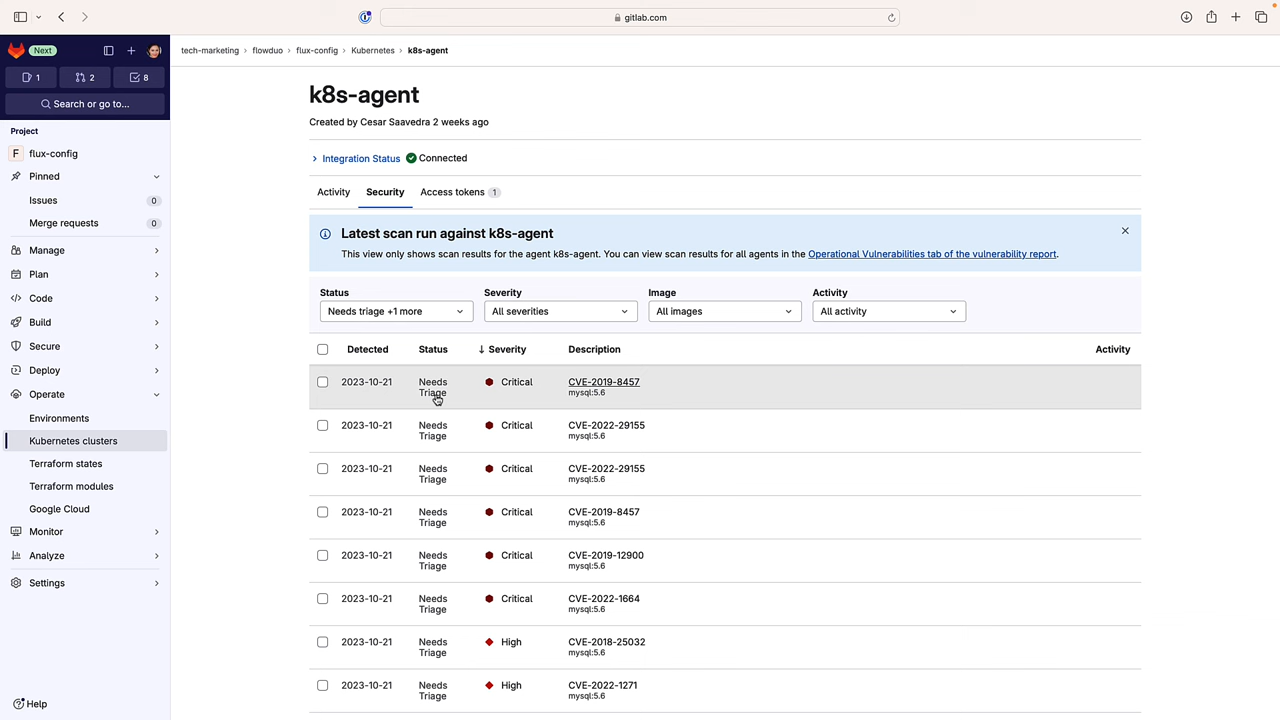 gitlab.com
Next
tech-marketing › flowduo › flux-config › Kubernetes › k8s-agent
1
2
8
Search or go to...
Project
F flux-config
Pinned
Issues 0
Merge requests 0
Manage
Plan
Code
Build
Secure
Deploy
Operate
Environments
Kubernetes clusters
Terraform states
Terraform modules
Google Cloud
Monitor
Analyze
Settings
Help
k8s-agent
Created by Cesar Saavedra 2 weeks ago
Integration Status Connected
Activity Security Access tokens 1
Latest scan run against k8s-agent
This view only shows scan results for the agent k8s-agent. You can view scan results for all agents in the Operational Vulnerabilities tab of the vulnerability report.
Status Severity Image Activity
Needs triage +1 more All severities All images All activity
Detected Status ↓ Severity Description Activity
2023-10-21 Needs Critical CVE-2019-8457
Triage mysql:5.6
2023-10-21 Needs Critical CVE-2022-29155
Triage mysql:5.6
2023-10-21 Needs Critical CVE-2022-29155
Triage mysql:5.6
2023-10-21 Needs Critical CVE-2019-8457
Triage mysql:5.6
2023-10-21 Needs Critical CVE-2019-12900
Triage mysql:5.6
2023-10-21 Needs Critical CVE-2022-1664
Triage mysql:5.6
2023-10-21 Needs High CVE-2018-25032
Triage mysql:5.6
2023-10-21 Needs High CVE-2022-1271
Triage mysql:5.6